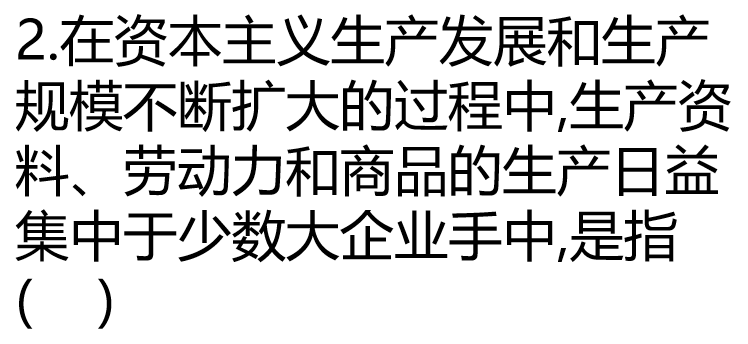 2.在资本主义生产发展和生产
规模不断扩大的过程中,生产资
料、劳动力和商品的生产日益
集中于少数大企业手中,是指
(    )